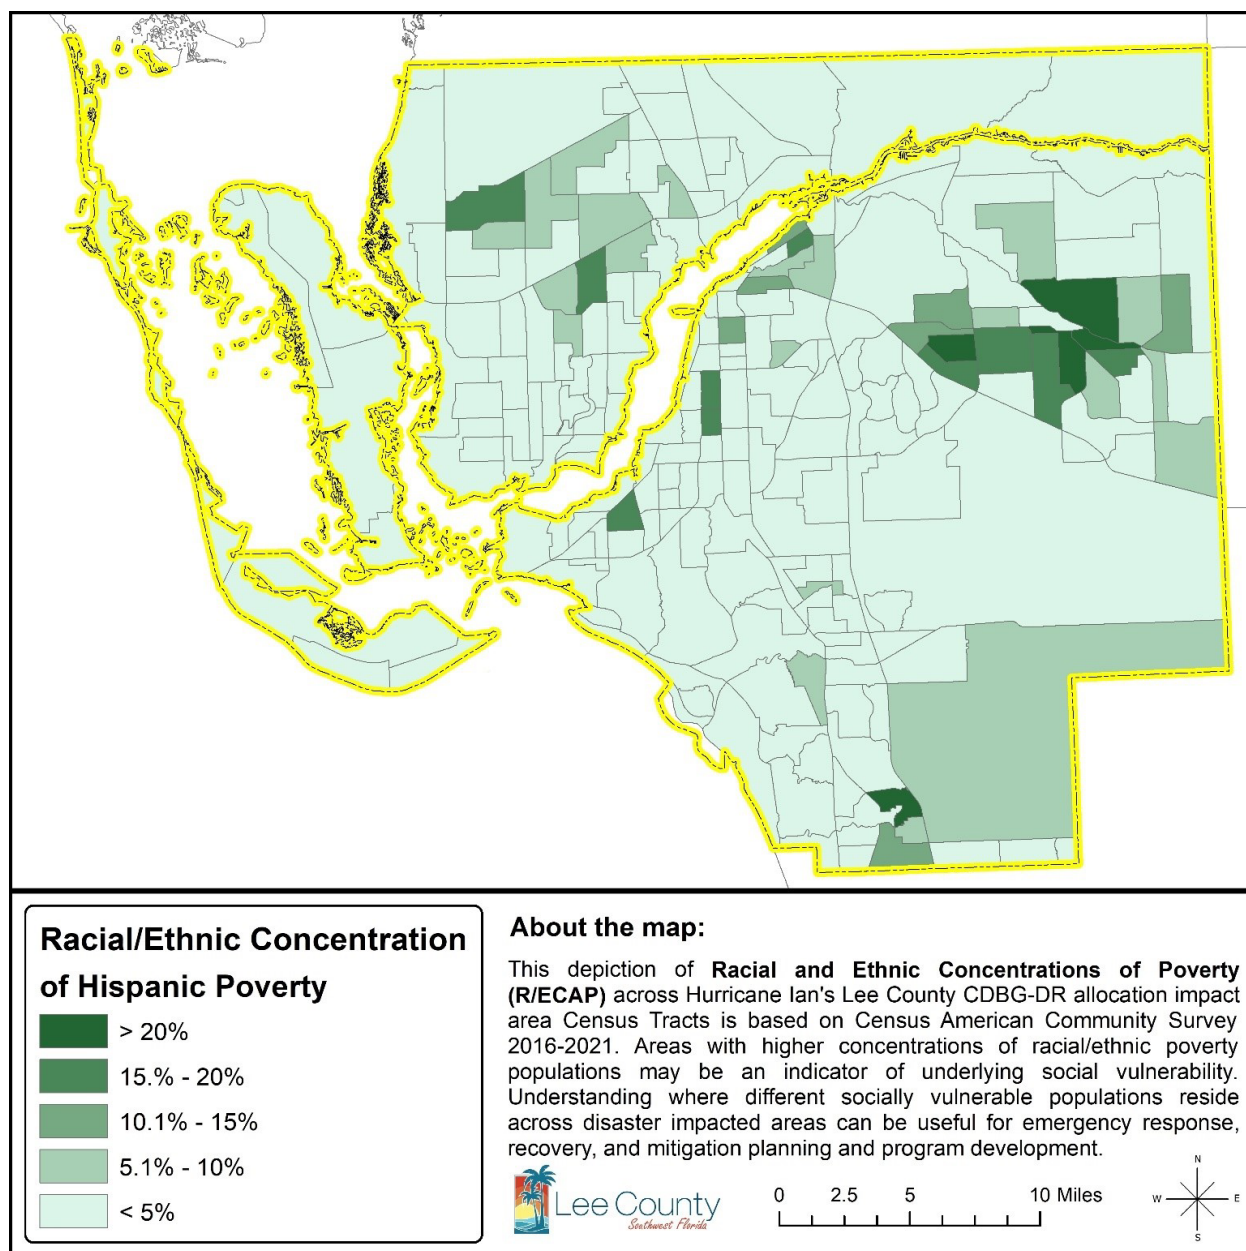 Racial/Ethnic Concentration
of Hispanic Poverty
> 20%
15.% - 20%
10.1% - 15%
5.1% - 10%
< 5%
About the map:
This depiction of Racial and Ethnic Concentrations of Poverty
(R/ECAP) across Hurricane Ian's Lee County CDBG-DR allocation impact
area Census Tracts is based on Census American Community Survey
2016-2021. Areas with higher concentrations of racial/ethnic poverty
populations may be an indicator of underlying social vulnerability.
Understanding where different socially vulnerable populations reside
across disaster impacted areas can be useful for emergency response,
recovery, and mitigation planning and program development.
Lee County
Southwest Florida
0 2.5 5 10 Miles
N
W E
S